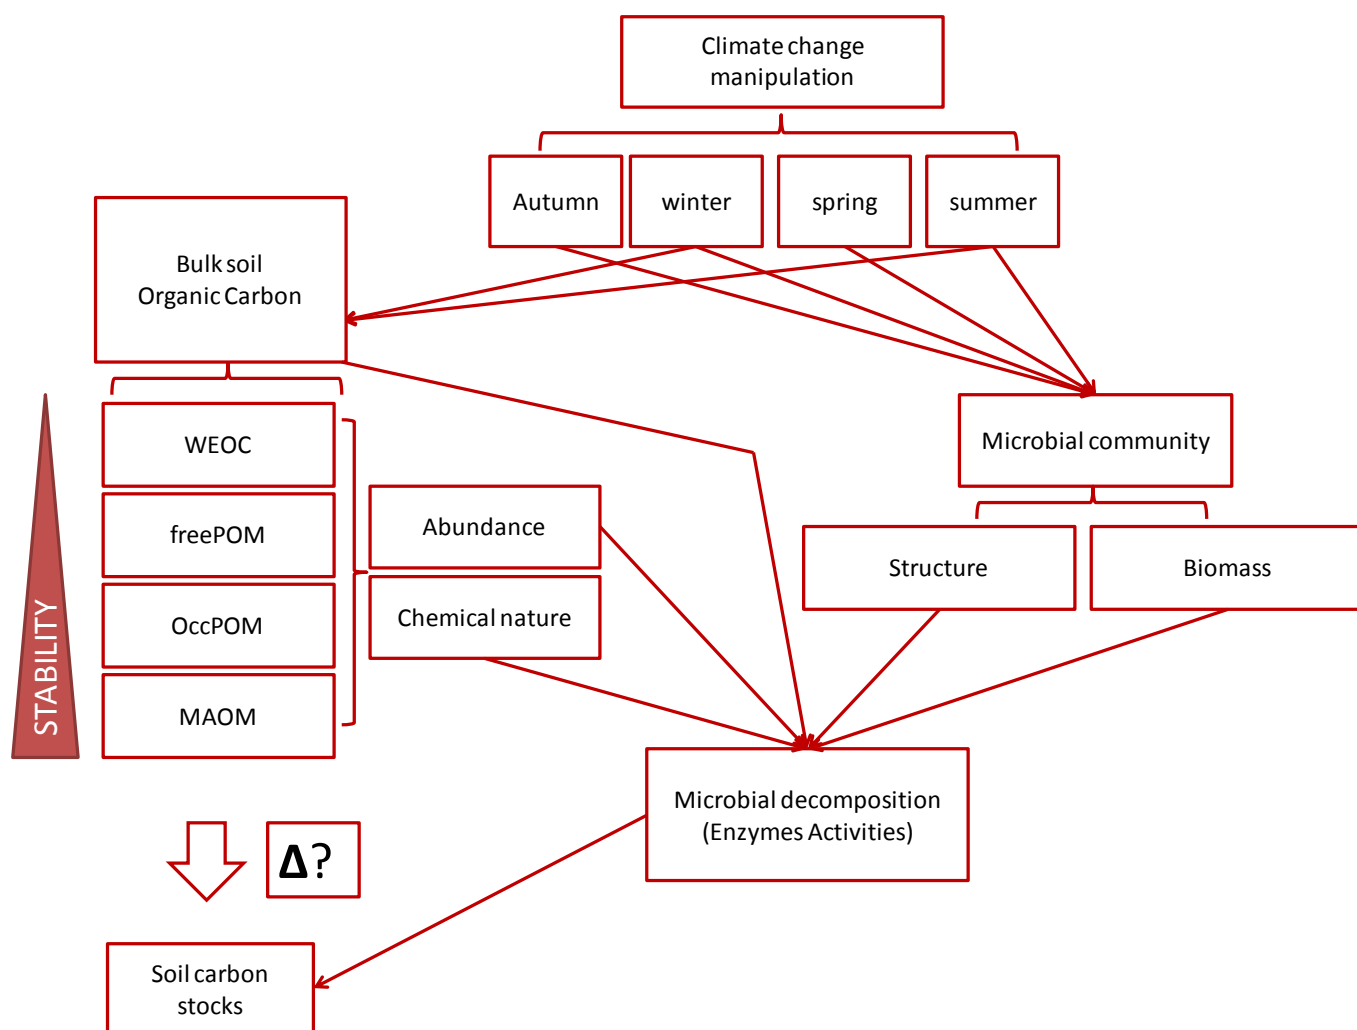 Climate change
manipulation
Autumn
winter
spring
summer
Bulk soil
Organic Carbon
WEOC
Microbial community
freePOM
Abundance
Structure
Biomass
OccPOM
Chemical nature
STABILITY
MAOM
Microbial decomposition
(Enzymes Activities)
Δ?
Soil carbon
stocks